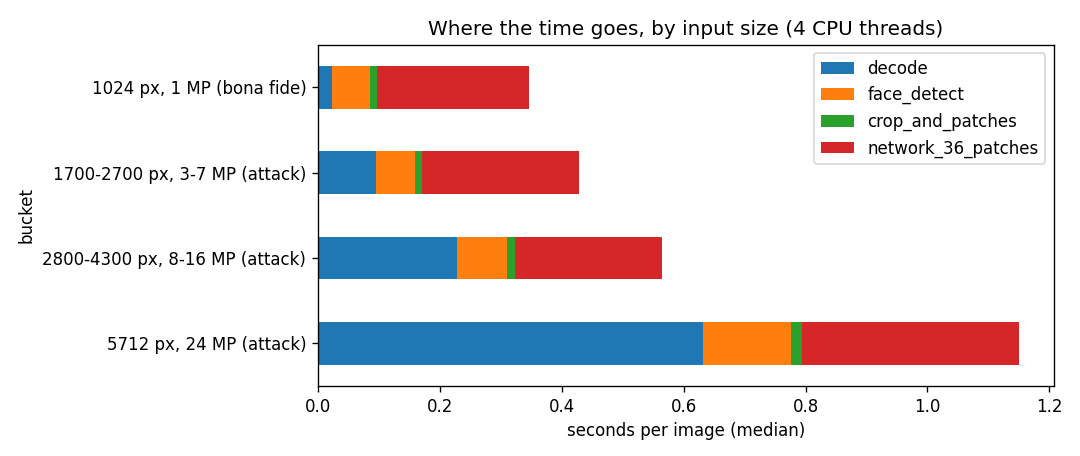 Where the time goes, by input size (4 CPU threads)
decode
face_detect
crop_and_patches
network_36_patches
bucket
1024 px, 1 MP (bona fide)
1700-2700 px, 3-7 MP (attack)
2800-4300 px, 8-16 MP (attack)
5712 px, 24 MP (attack)
0.0 0.2 0.4 0.6 0.8 1.0 1.2
seconds per image (median)